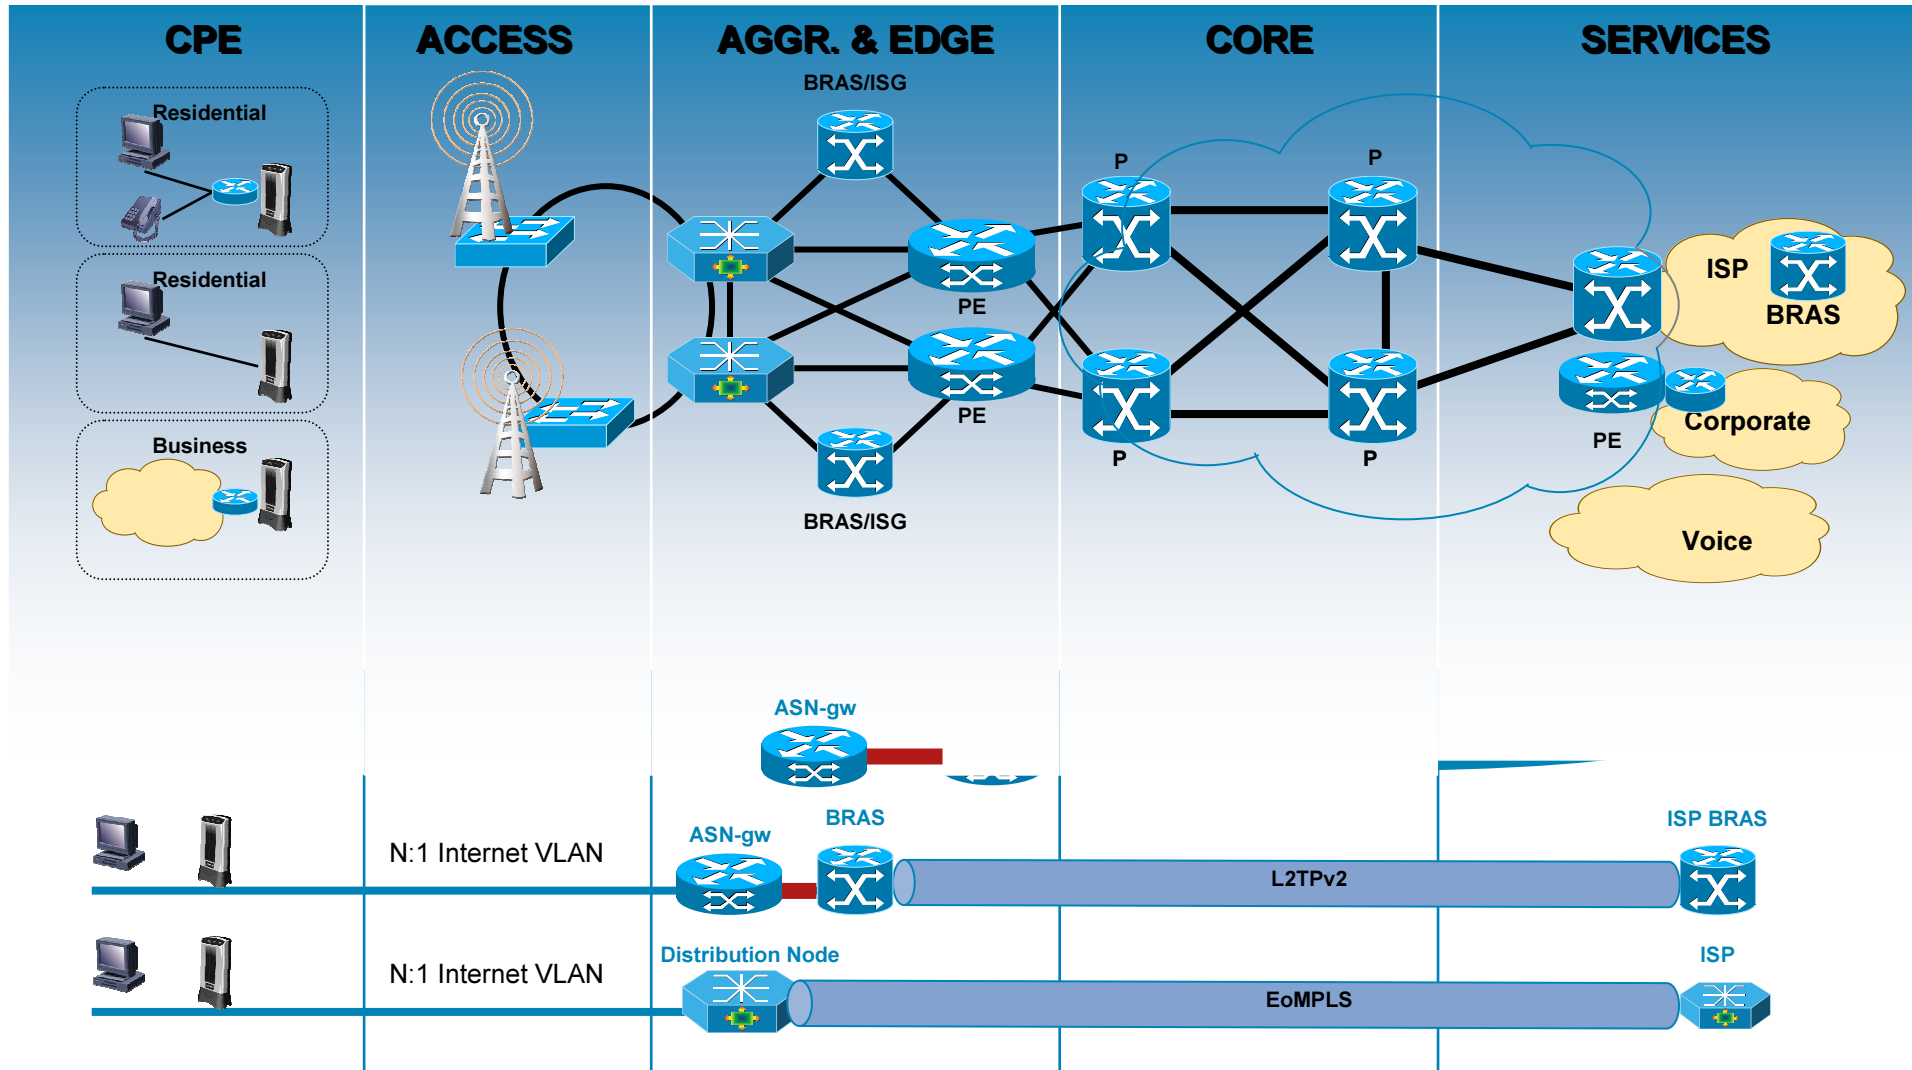 CPE
ACCESS
AGGR. & EDGE
CORE
SERVICES
BRAS/ISG
Residential
P
P
ISP
BRAS
Residential
PE
PE
Corporate
PE
Business
P
P
BRAS/ISG
Voice
ASN-gw
BRAS
ISP BRAS
ASN-gw
N:1 Internet VLAN
L2TPv2
Distribution Node
ISP
N:1 Internet VLAN
EoMPLS